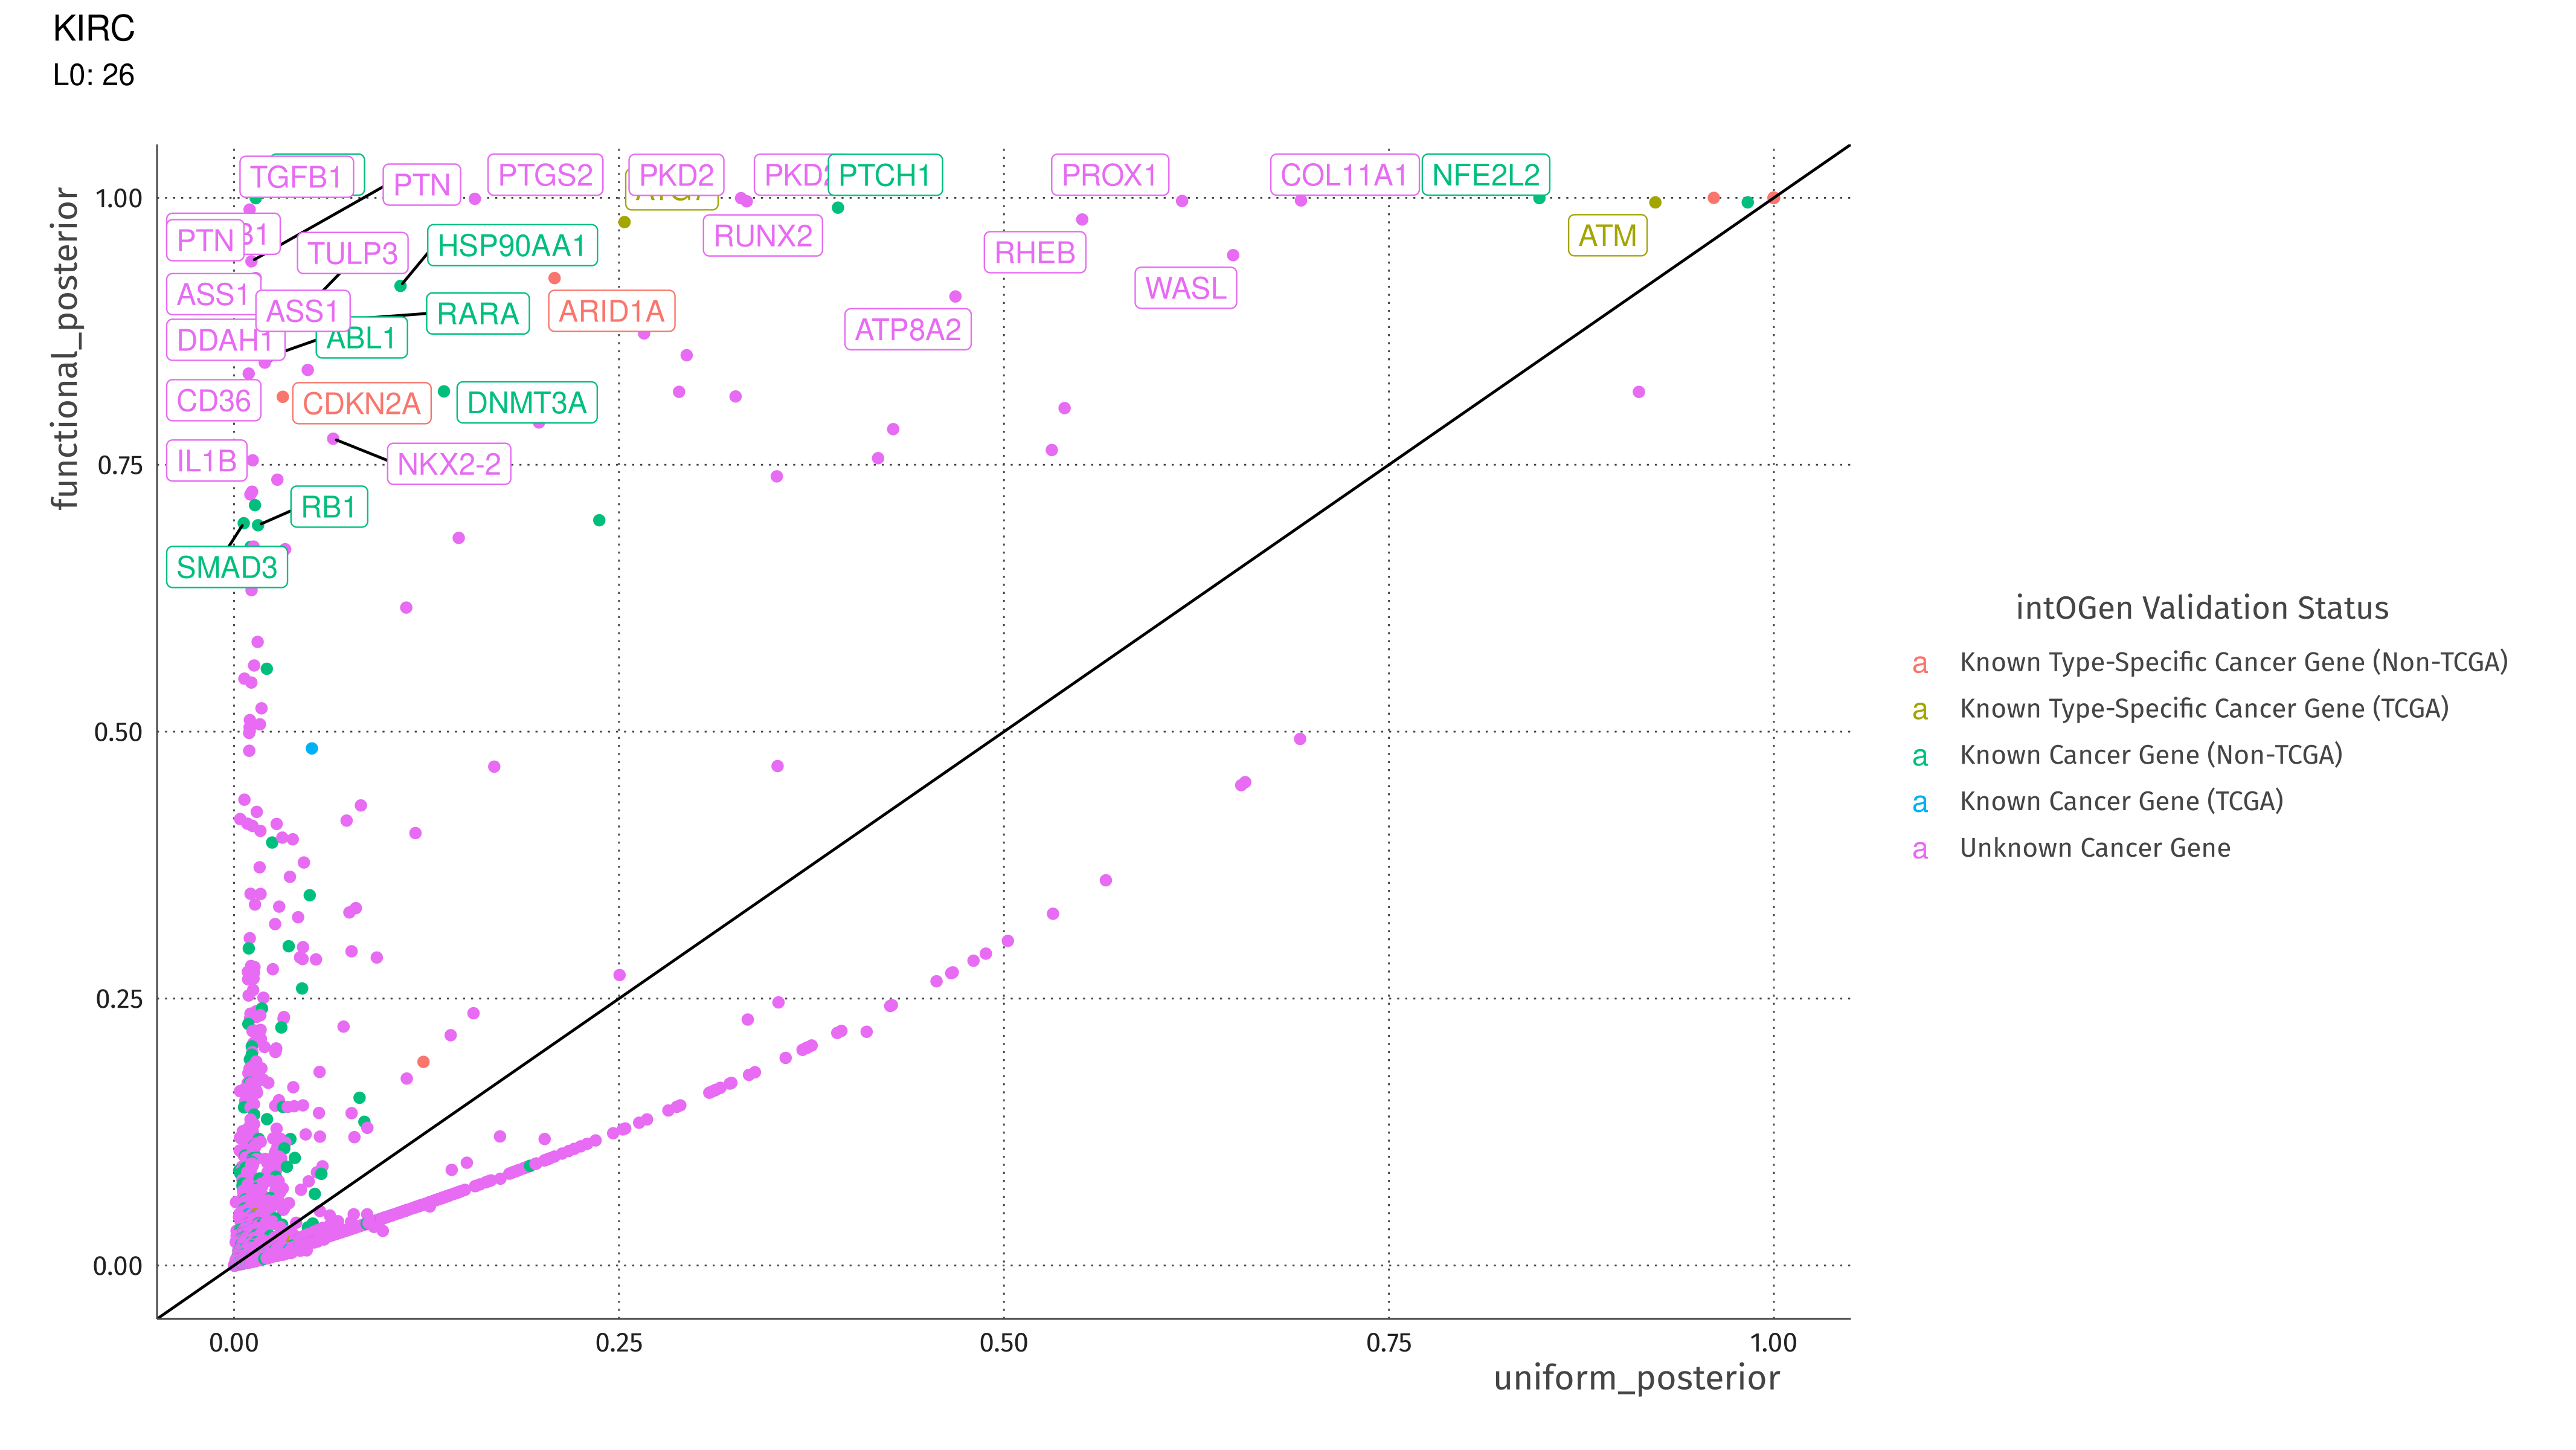 KIRC
L0: 26
functional_posterior
1.00
0.75
0.50
0.25
0.00
TGFB1
PTN
PTGS2
PKD2
PTCH1
PROX1
COL11A1
NFE2L2
PTN
TULP3
HSP90AA1
RUNX2
RHEB
ATM
ASS1
ASS1
RARA
ARID1A
WASL
DDAH1
ABL1
ATP8A2
CD36
CDKN2A
DNMT3A
IL1B
NKX2-2
RB1
SMAD3
0.00
0.25
0.50
0.75
1.00
uniform_posterior
intOGen Validation Status
a Known Type-Specific Cancer Gene (Non-TCGA)
a Known Type-Specific Cancer Gene (TCGA)
a Known Cancer Gene (Non-TCGA)
a Known Cancer Gene (TCGA)
a Unknown Cancer Gene